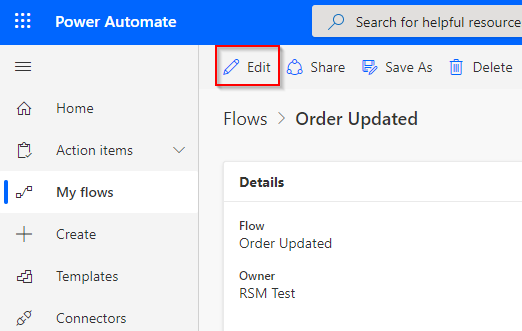 Power Automate
Search for helpful resource
Edit
Share
Save As
Delete
Home
Action items
My flows
Create
Templates
Connectors
Flows > Order Updated
Details
Flow
Order Updated
Owner
RSM Test